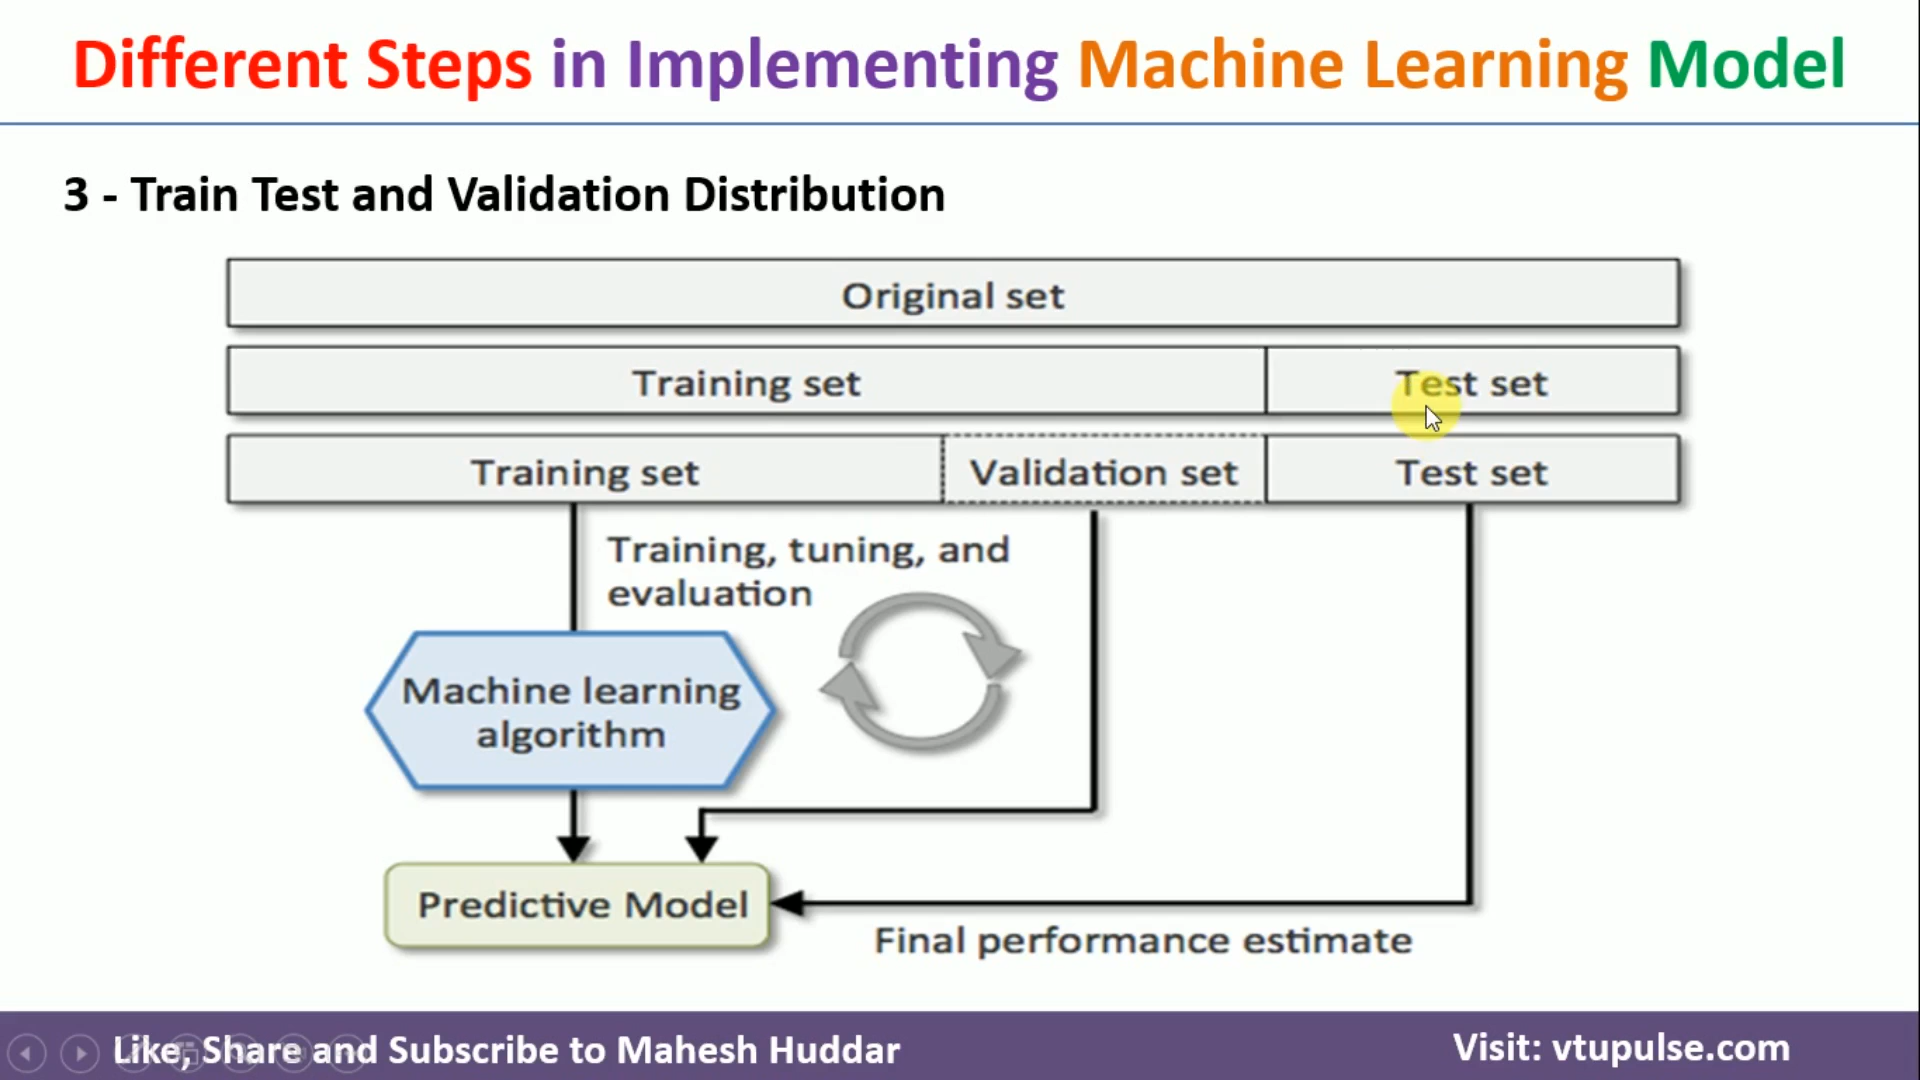 Different Steps in Implementing Machine Learning Model
3 - Train Test and Validation Distribution
Original set
Training set
Test set
Training set
Validation set
Test set
Training, tuning, and
evaluation
Machine learning
algorithm
Predictive Model
Final performance estimate
Like, Share and Subscribe to Mahesh Huddar
Visit: vtupulse.com